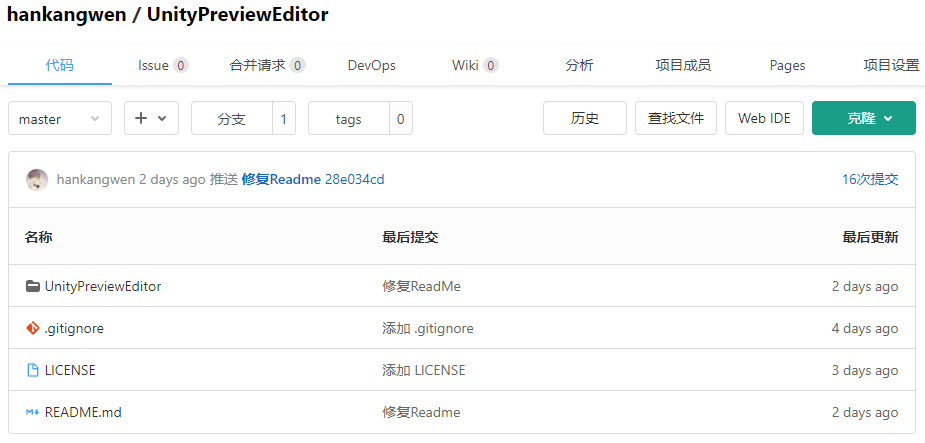 hankangwen / UnityPreviewEditor
代码 Issue 0 合并请求 0 DevOps Wiki 0 分析 项目成员 Pages 项目设置
master 分支 1 tags 0 历史 查找文件 Web IDE 克隆
hankangwen 2 days ago 推送 修复Readme 28e034cd 16次提交
名称 最后提交 最后更新
UnityPreviewEditor 修复ReadMe 2 days ago
.gitignore 添加 .gitignore 4 days ago
LICENSE 添加 LICENSE 3 days ago
M↓ README.md 修复Readme 2 days ago